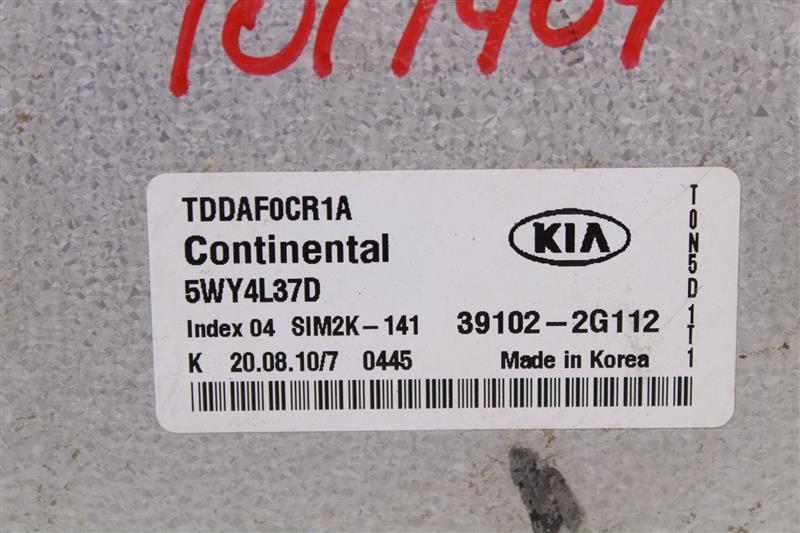 TDDAF0CR1A
Continental
KIA
5WY4L37D
Index 04 SIM2K-141 39102-2G112
K 20.08.10/7 0445 Made in Korea
TON5D1T1